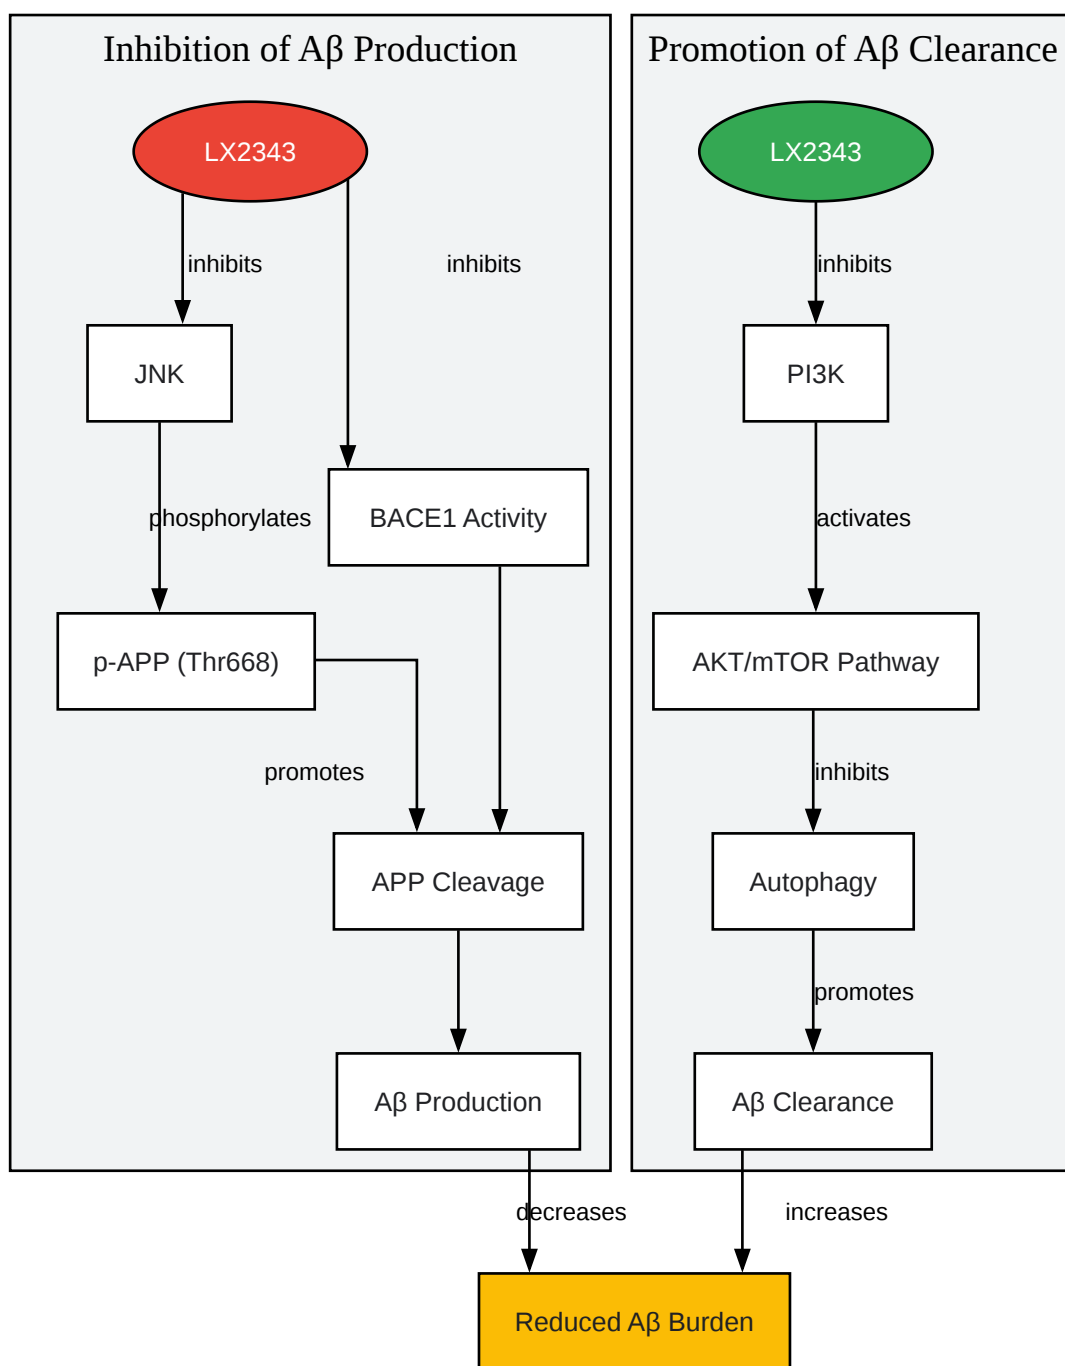 Inhibition of Aβ Production
LX2343
inhibits
inhibits
JNK
phosphorylates
BACE1 Activity
p-APP (Thr668)
promotes
APP Cleavage
Aβ Production
decreases
Promotion of Aβ Clearance
LX2343
inhibits
PI3K
activates
AKT/mTOR Pathway
inhibits
Autophagy
promotes
Aβ Clearance
increases
Reduced Aβ Burden